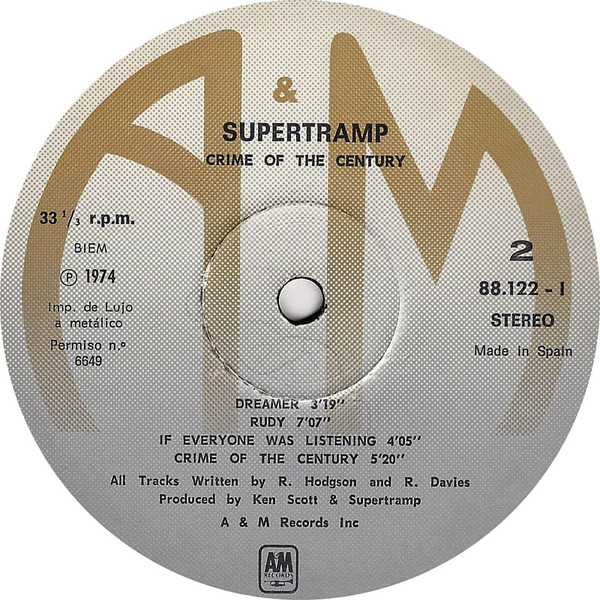 A & M
SUPERTRAMP
CRIME OF THE CENTURY
33 1/3 r.p.m.
BIEM
Ⓟ 1974
Imp. de Lujo
a metálico
Permiso n.º
6649
2
88.122 - I
STEREO
Made in Spain
DREAMER 3'19"
RUDY 7'07"
IF EVERYONE WAS LISTENING 4'05"
CRIME OF THE CENTURY 5'20"
All Tracks Written by R. Hodgson and R. Davies
Produced by Ken Scott & Supertramp
A & M Records Inc
A&M
RECORDS